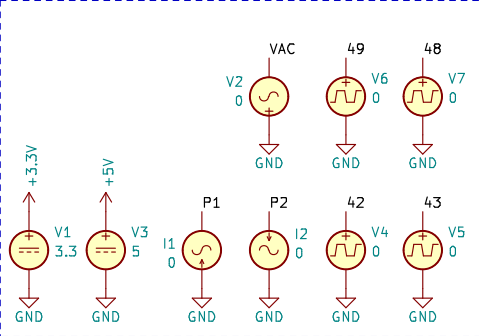 VAC 49 48
V2 0 V6 0 V7 0
GND GND GND
+3.3V +5V P1 P2 42 43
V1 3.3 V3 5 I1 0 I2 0 V4 0 V5 0
GND GND GND GND GND GND